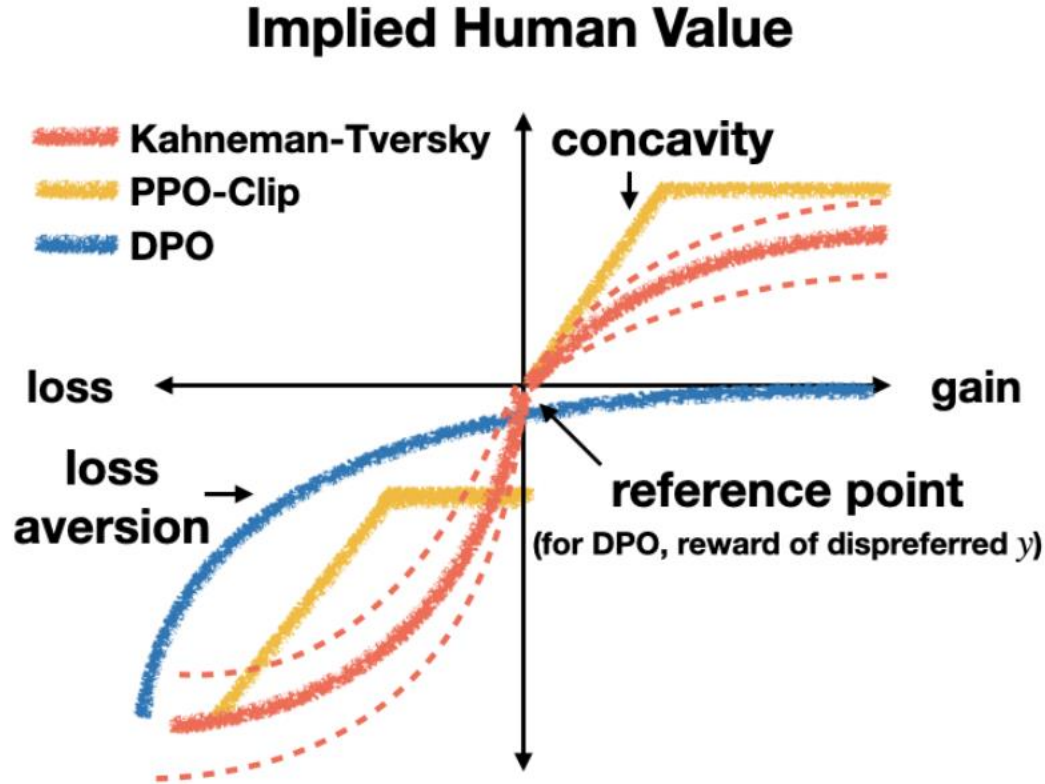 Implied Human Value
Kahneman-Tversky
PPO-Clip
DPO
concavity
loss
gain
loss
aversion
reference point
(for DPO, reward of dispreferred y)